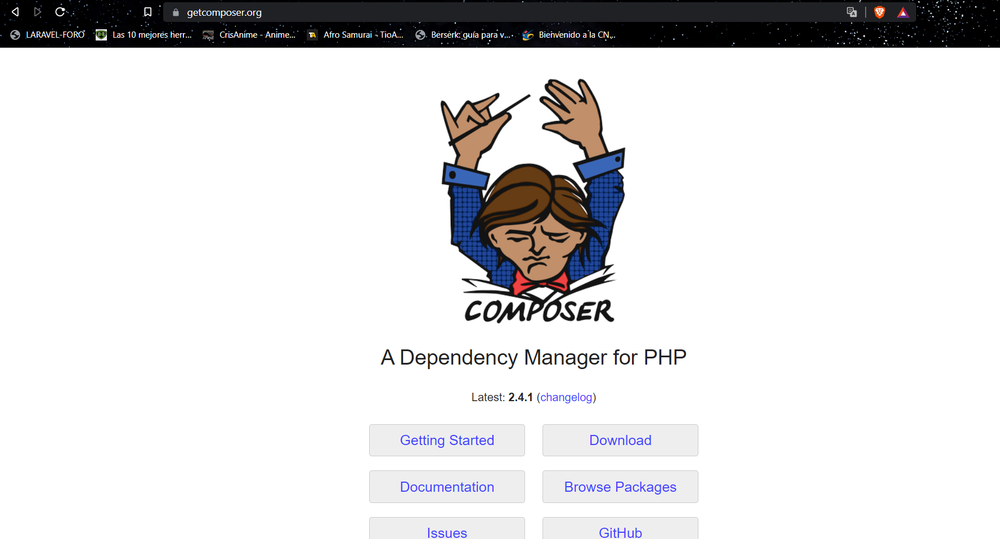 getcomposer.org
LARAVEL-FORO Las 10 mejores herr... CrisAnime - Anime... Afro Samurai - TioA... Berserk: guía para v... Bienvenido a la CN...
COMPOSER
A Dependency Manager for PHP
Latest: 2.4.1 (changelog)
Getting Started Download
Documentation Browse Packages
Issues GitHub